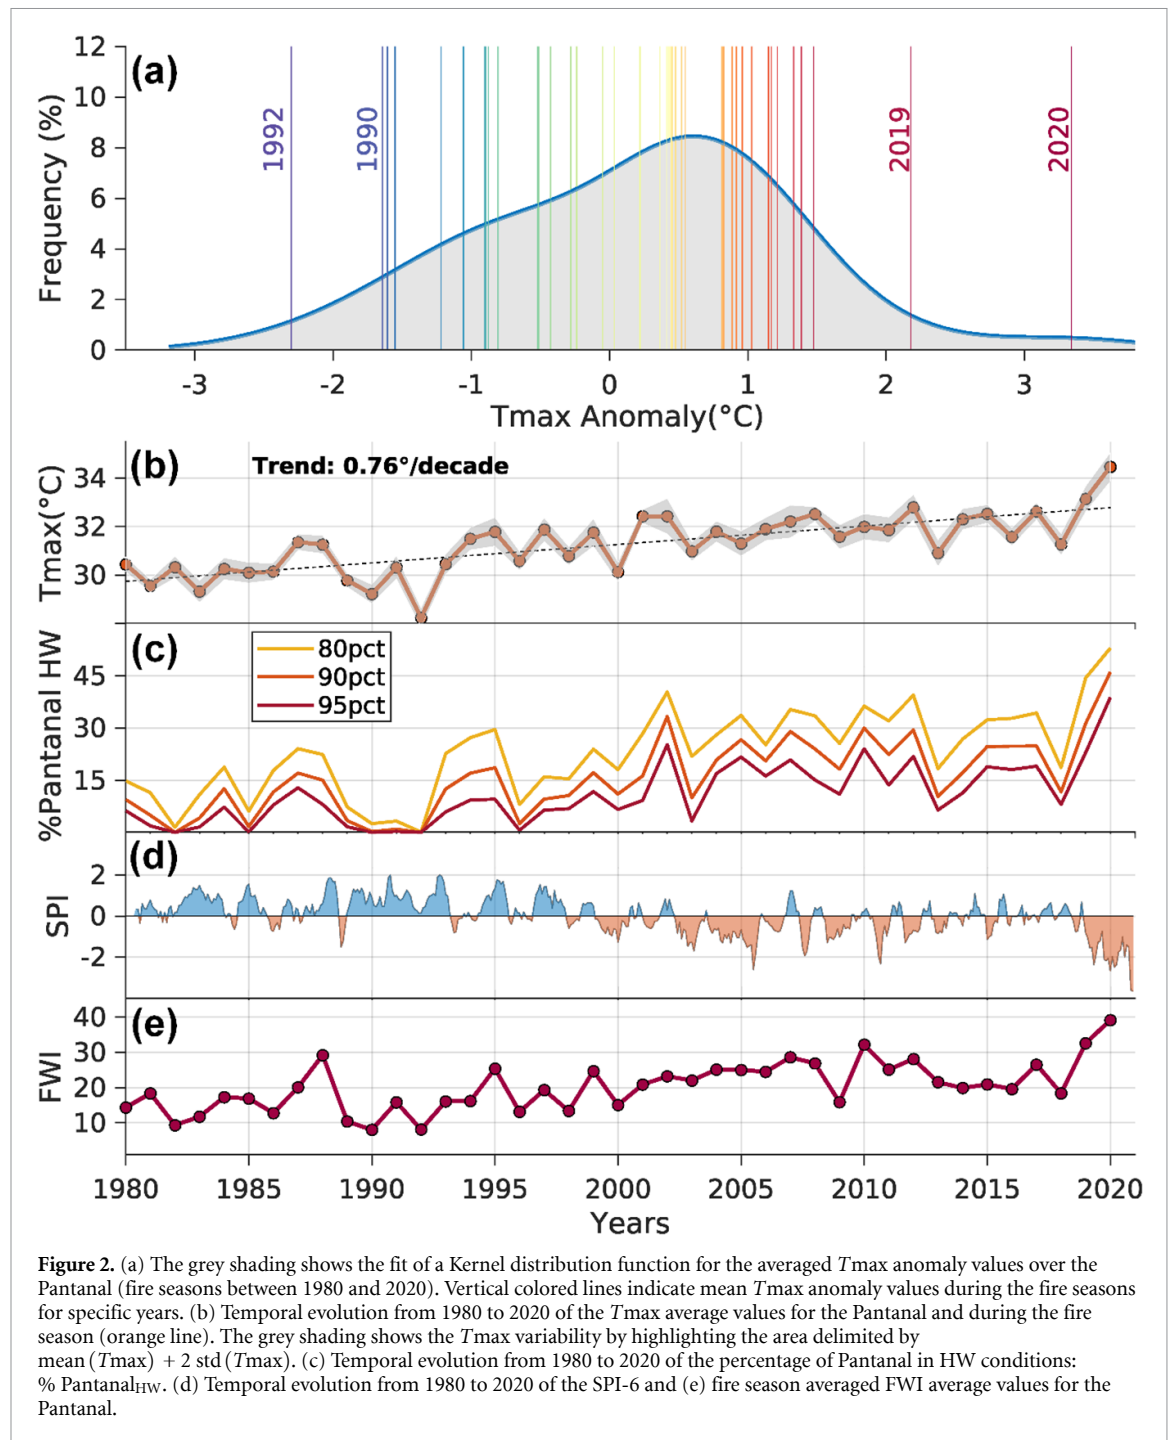 (a)
12
10
8
6
4
2
0
Frequency (%)
1992
1990
2019
2020
-3 -2 -1 0 1 2 3
Tmax Anomaly(°C)
(b)
Trend: 0.76°/decade
34
32
30
Tmax(°C)
(c)
80pct
90pct
95pct
45
30
15
%Pantanal HW
(d)
2
0
-2
SPI
(e)
40
30
20
10
FWI
1980 1985 1990 1995 2000 2005 2010 2015 2020
Years
Figure 2. (a) The grey shading shows the fit of a Kernel distribution function for the averaged Tmax anomaly values over the
Pantanal (fire seasons between 1980 and 2020). Vertical colored lines indicate mean Tmax anomaly values during the fire seasons
for specific years. (b) Temporal evolution from 1980 to 2020 of the Tmax average values for the Pantanal and during the fire
season (orange line). The grey shading shows the Tmax variability by highlighting the area delimited by
mean (Tmax) + 2 std (Tmax). (c) Temporal evolution from 1980 to 2020 of the percentage of Pantanal in HW conditions:
% Pantanal_HW. (d) Temporal evolution from 1980 to 2020 of the SPI-6 and (e) fire season averaged FWI average values for the
Pantanal.